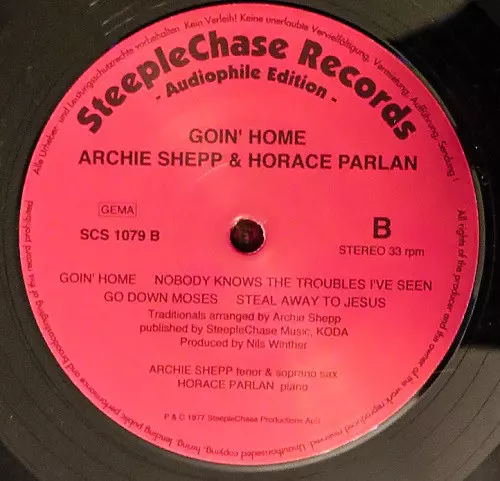 Alle Urheber- und Leistungsschutzrechte vorbehalten. Kein Verleih! Keine unerlaubte Vervielfältigung, Vermietung, Aufführung, Sendung !
SteepleChase Records
- Audiophile Edition -
GOIN' HOME
ARCHIE SHEPP & HORACE PARLAN
GEMA
B
SCS 1079 B
STEREO 33 rpm
GOIN' HOME NOBODY KNOWS THE TROUBLES I'VE SEEN
GO DOWN MOSES STEAL AWAY TO JESUS
Traditionals arranged by Archie Shepp
published by SteepleChase Music, KODA
Produced by Nils Winther
ARCHIE SHEPP tenor & soprano sax
HORACE PARLAN piano
P & C 1977 SteepleChase Productions ApS
All rights of the producer and the owner of the work reproduced reserved. Unauthorised copying, hiring, lending, public performance and broadcasting of this record prohibited